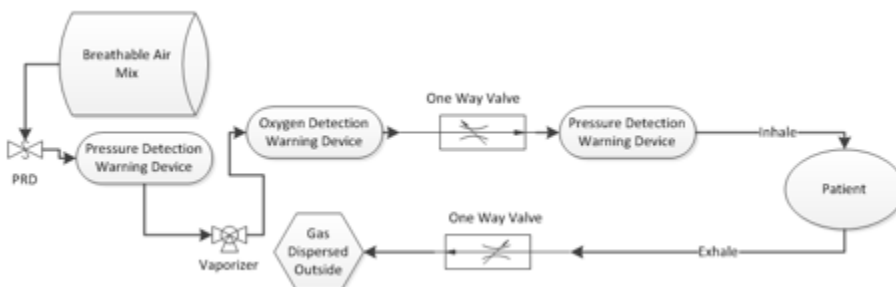 Breathable Air
Mix
PRD
Pressure Detection
Warning Device
Vaporizer
Oxygen Detection
Warning Device
One Way Valve
Pressure Detection
Warning Device
Inhale
Patient
Exhale
One Way Valve
Gas
Dispersed
Outside